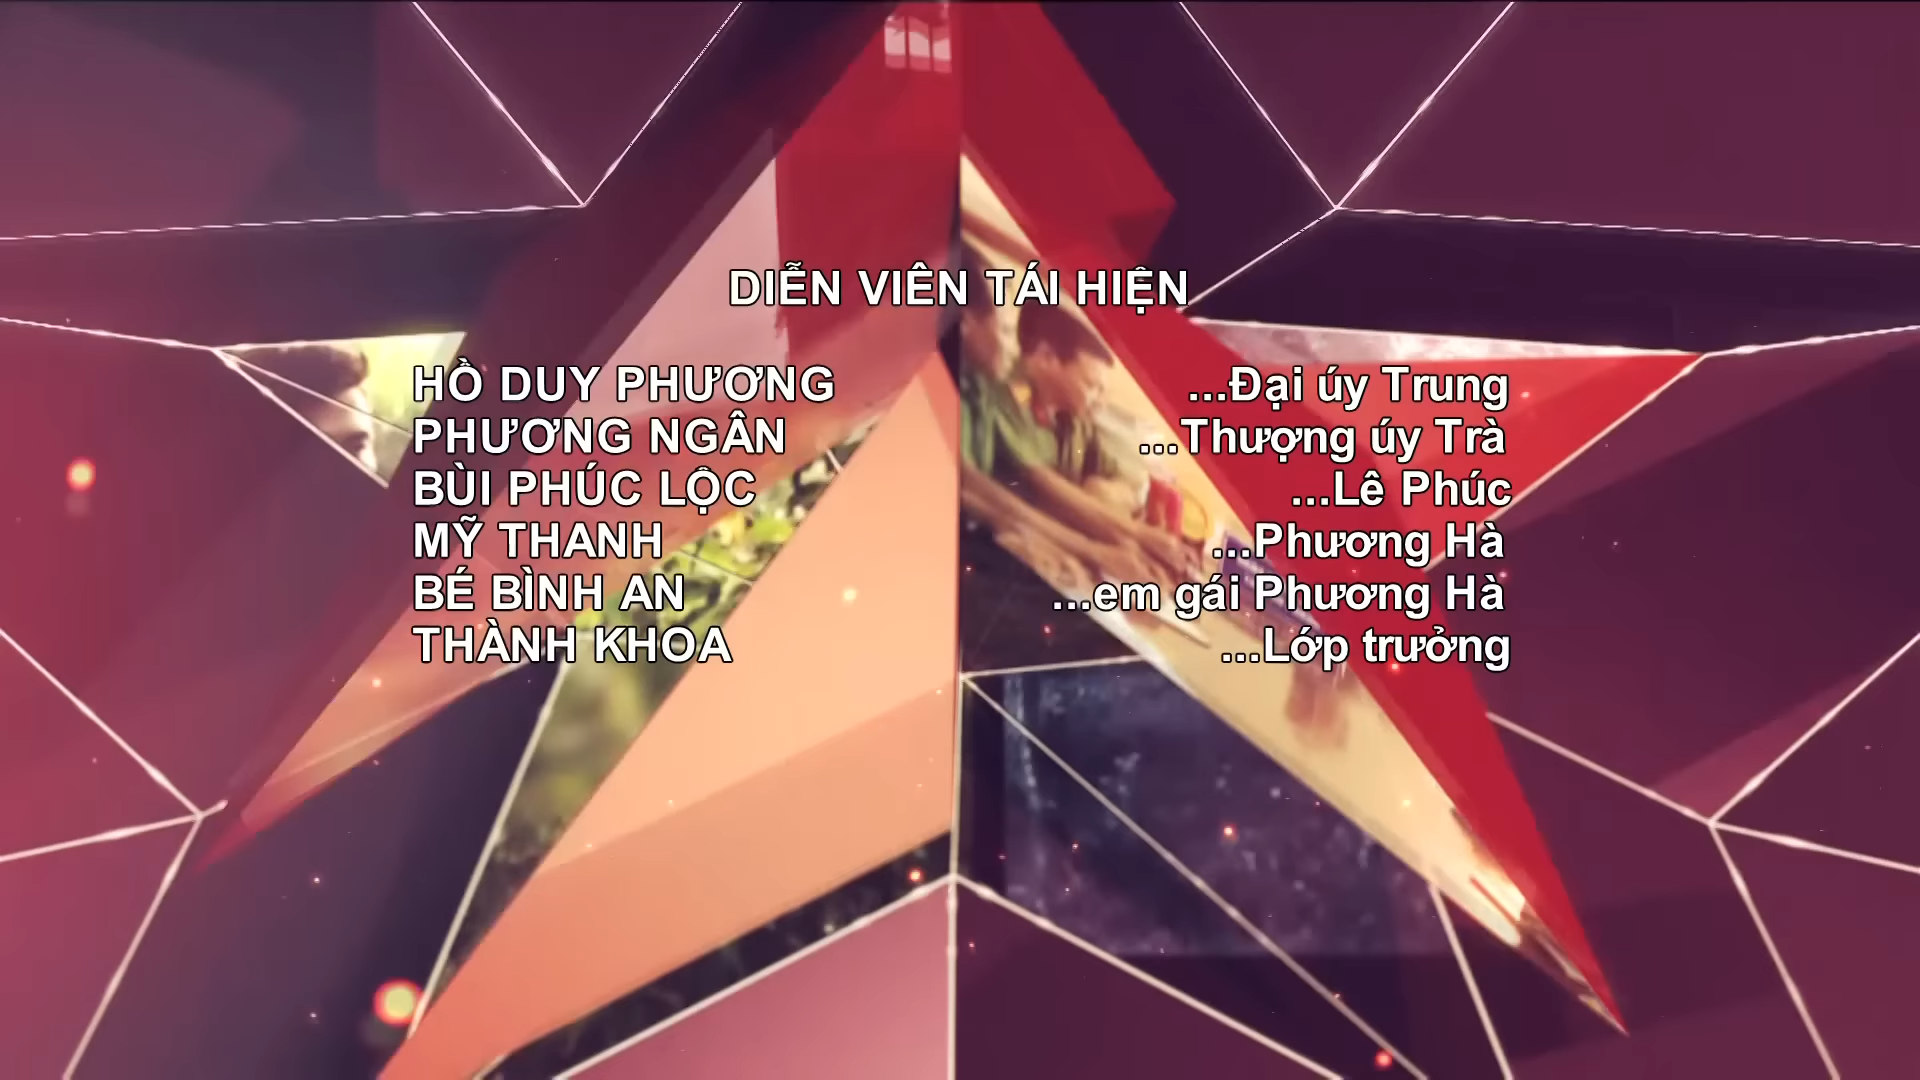 DIỄN VIÊN TÁI HIỆN
HỒ DUY PHƯƠNG ...Đại úy Trung
PHƯƠNG NGÂN ...Thượng úy Trà
BÙI PHÚC LỘC ...Lê Phúc
MỸ THANH ...Phương Hà
BÉ BÌNH AN ...em gái Phương Hà
THÀNH KHOA ...Lớp trưởng